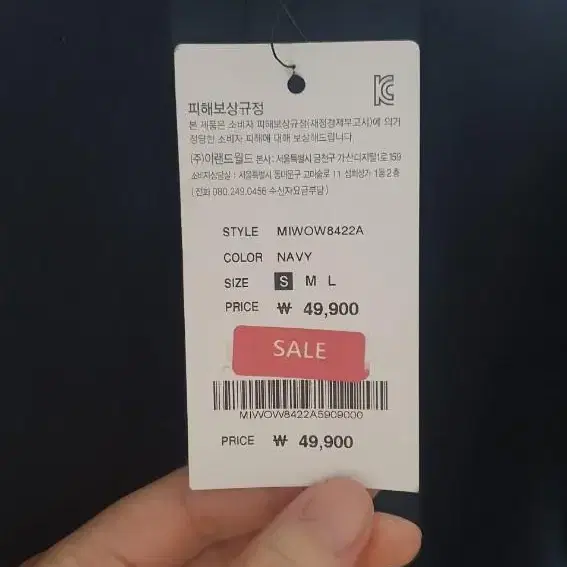 피해보상규정
본 제품은 소비자 피해보상규정(재정경제부고시)에 의거
정당한 소비자 피해에 대해 보상해드립니다.
(주)이랜드월드 본사 : 서울특별시 금천구 가산디지털1로 159
소비자상담실 : 서울특별시 동대문구 고미술로 11 삼희상가 1동 2층
( 전화 080.249.0456 수신자요금부담 )
STYLE MIWOW8422A
COLOR NAVY
SIZE S M L
PRICE ₩ 49,900
SALE
MIWOW8422A5909000
PRICE ₩ 49,900